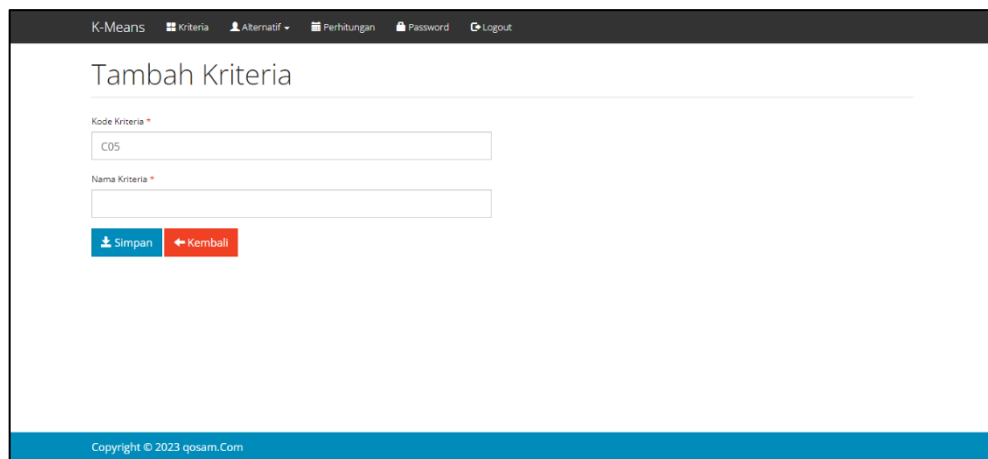 K-Means Kriteria Alternatif Perhitungan Password Logout
Tambah Kriteria
Kode Kriteria *
C05
Nama Kriteria *
Simpan Kembali
Copyright © 2023 qosam.Com